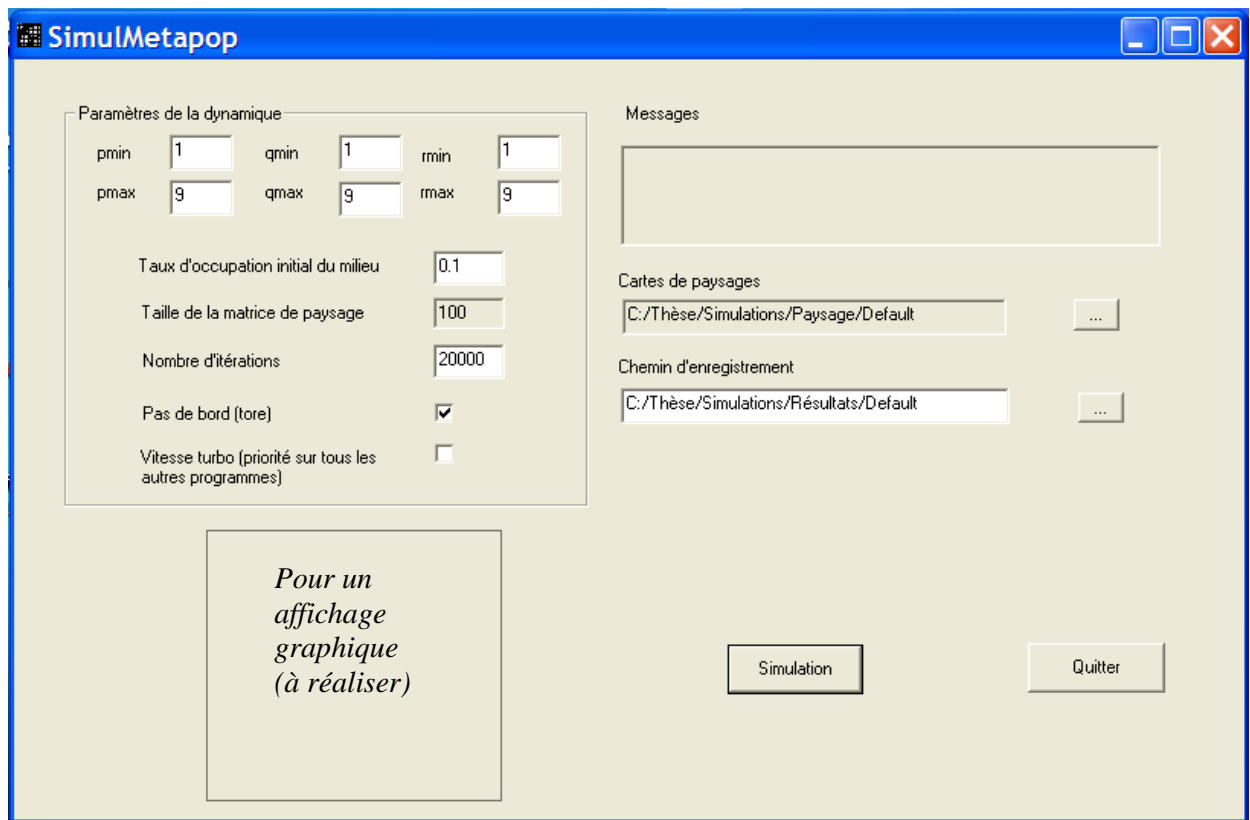 SimulMetapop
Paramètres de la dynamique
pmin 1 qmin 1 rmin 1
pmax 9 qmax 9 rmax 9
Taux d'occupation initial du milieu 0.1
Taille de la matrice de paysage 100
Nombre d'itérations 20000
Pas de bord (tore)
Vitesse turbo (priorité sur tous les
autres programmes)
Messages
Cartes de paysages
C:/Thèse/Simulations/Paysage/Default ...
Chemin d'enregistrement
C:/Thèse/Simulations/Résultats/Default ...
Pour un
affichage
graphique
(à réaliser)
Simulation
Quitter